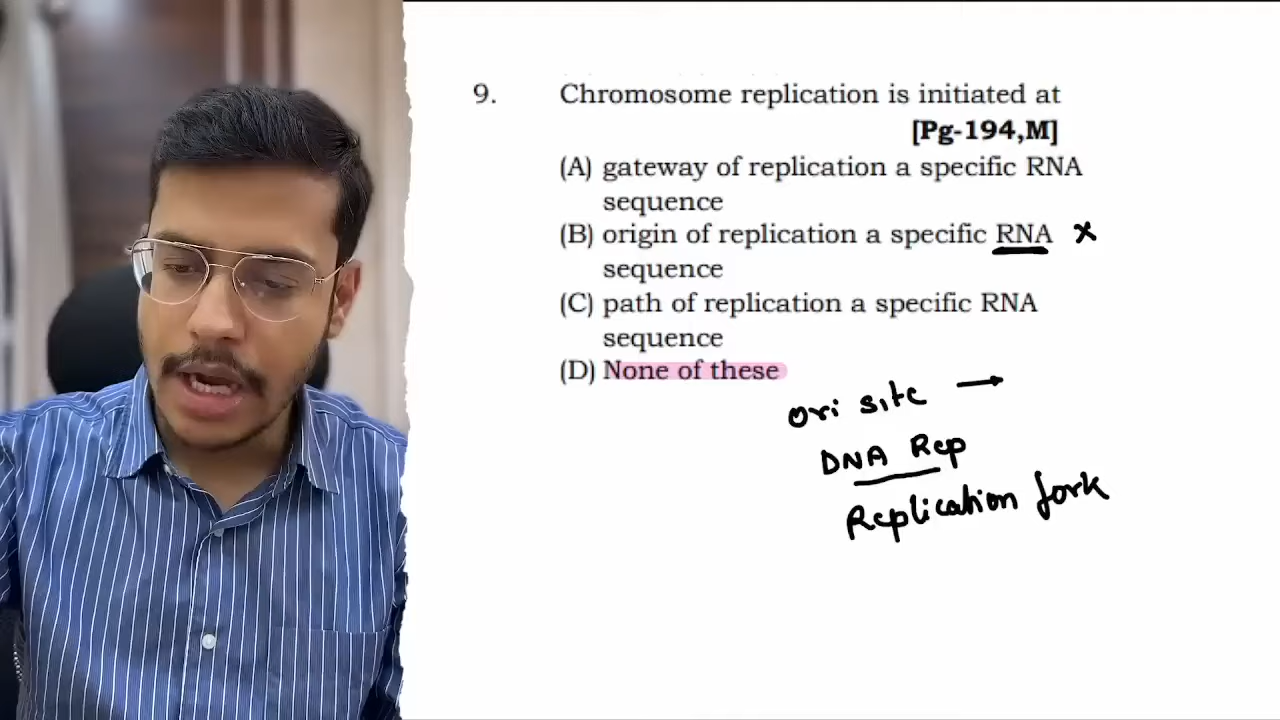 9. Chromosome replication is initiated at
[Pg-194,M]
(A) gateway of replication a specific RNA
sequence
(B) origin of replication a specific RNA ×
sequence
(C) path of replication a specific RNA
sequence
(D) None of these
ori site →
DNA Rep
Replication fork